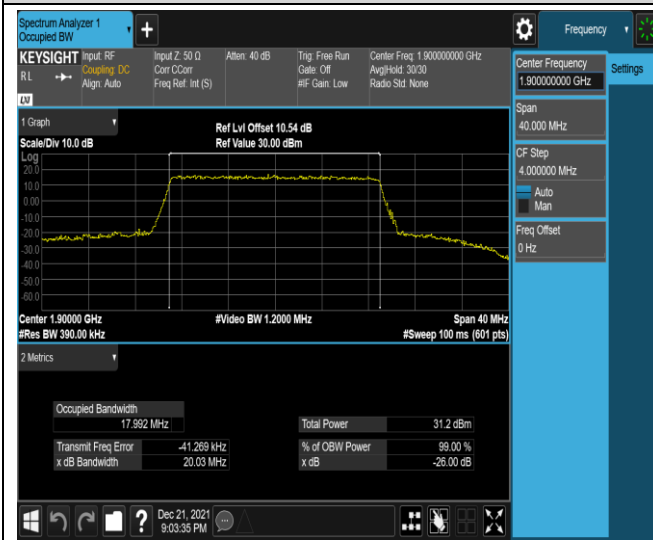 Spectrum Analyzer 1
Occupied BW
+
Frequency
KEYSIGHT
RL
LXI
Input: RF
Coupling: DC
Align: Auto
Input Z: 50 Ω
Corr CCorr
Freq Ref: Int (S)
Atten: 40 dB
Trig: Free Run
Gate: Off
#IF Gain: Low
Center Freq: 1.900000000 GHz
Avg|Hold: 30/30
Radio Std: None
Center Frequency
1.900000000 GHz
Settings
Span
40.000 MHz
CF Step
4.000000 MHz
Auto
Man
Freq Offset
0 Hz
1 Graph
Scale/Div 10.0 dB
Ref Lvl Offset 10.54 dB
Ref Value 30.00 dBm
Log
20.0
10.0
0.00
-10.0
-20.0
-30.0
-40.0
-50.0
-60.0
Center 1.90000 GHz
#Video BW 1.2000 MHz
Span 40 MHz
#Res BW 390.00 kHz
#Sweep 100 ms (601 pts)
2 Metrics
Occupied Bandwidth
17.992 MHz
Total Power 31.2 dBm
Transmit Freq Error -41.269 kHz
% of OBW Power 99.00 %
x dB Bandwidth 20.03 MHz
x dB -26.00 dB
?
Dec 21, 2021
9:03:35 PM